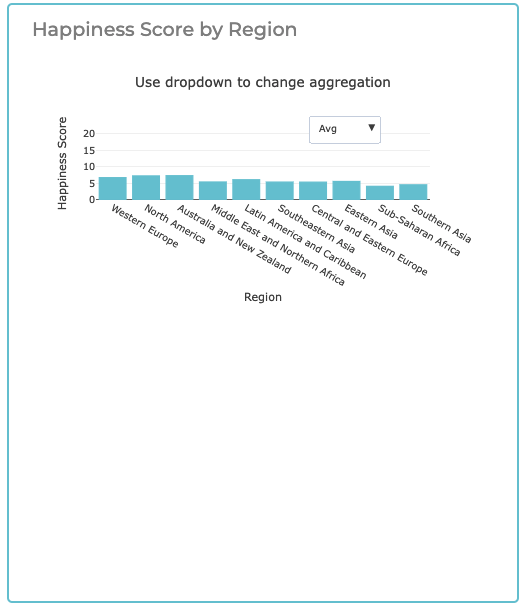 Happiness Score by Region
Use dropdown to change aggregation
Avg ▼
Happiness Score
20
15
10
5
0
Western Europe
North America
Australia and New Zealand
Middle East and Northern Africa
Latin America and Caribbean
Southeastern Asia
Central and Eastern Europe
Eastern Asia
Sub-Saharan Africa
Southern Asia
Region